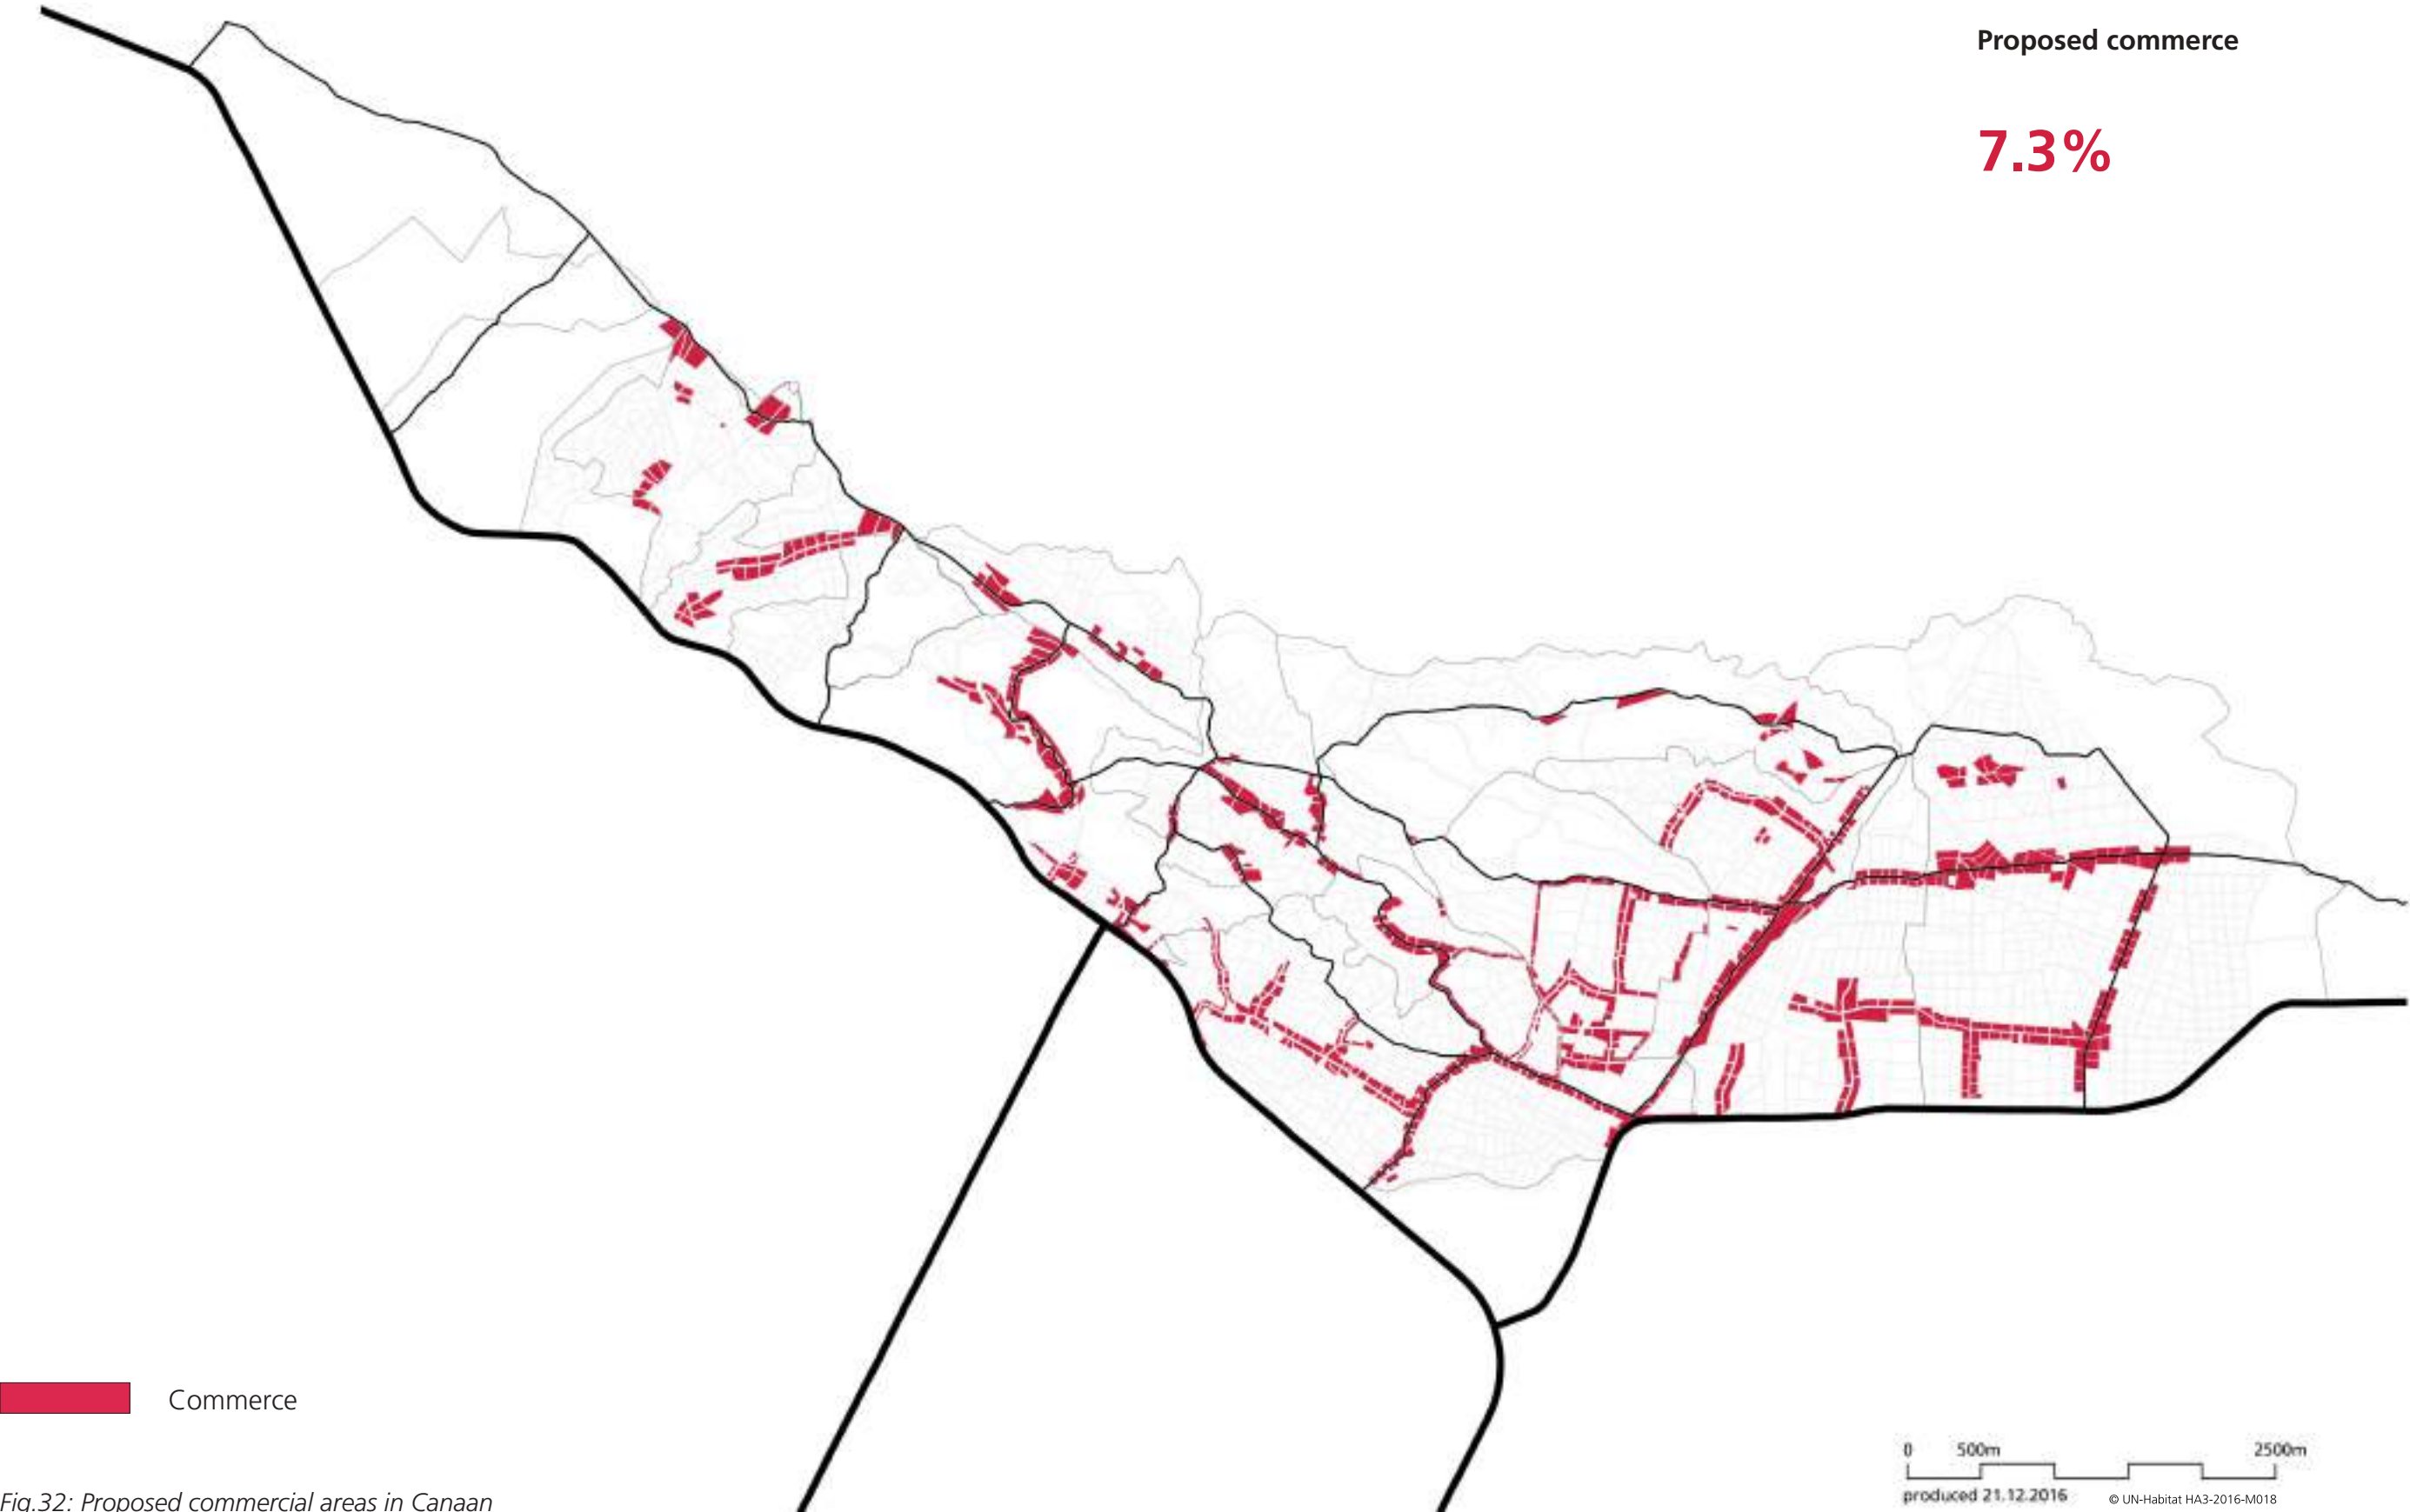 Proposed commerce
7.3%
Commerce
0 500m 2500m
produced 21.12.2016 © UN-Habitat HA3-2016-M018
Fig.32: Proposed commercial areas in Canaan